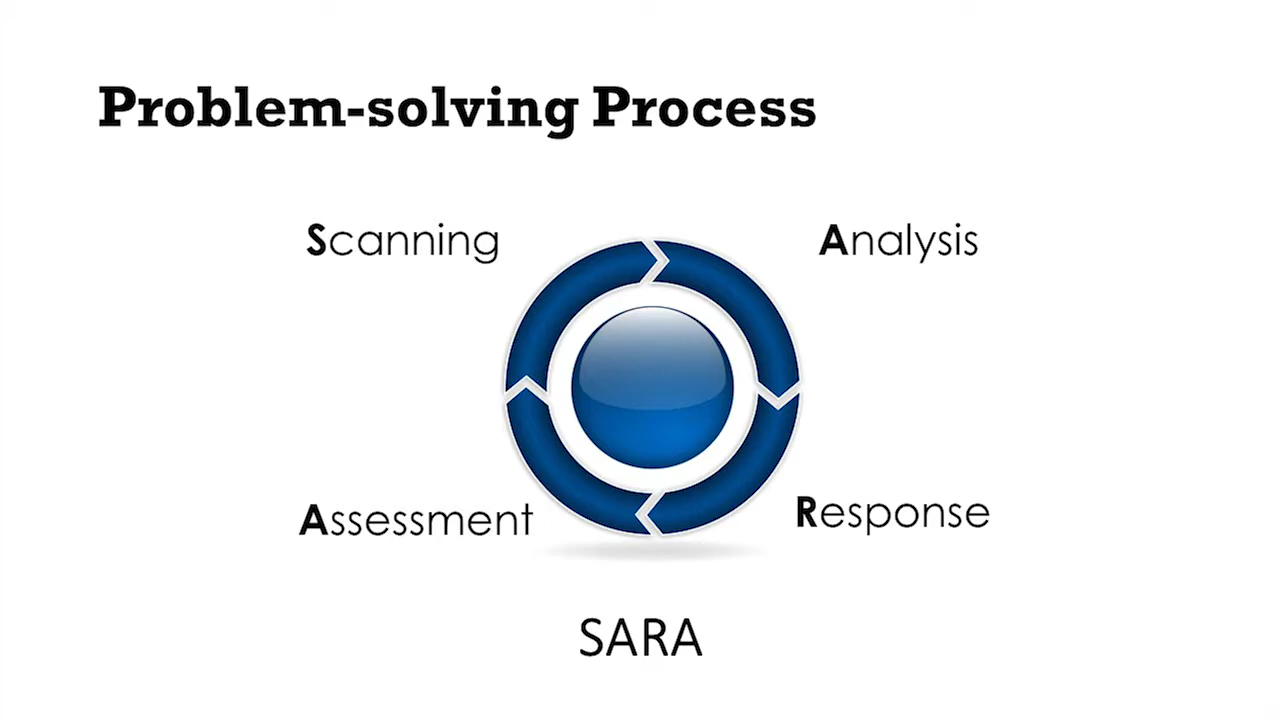 Problem-solving Process
Scanning
Analysis
Assessment
Response
SARA